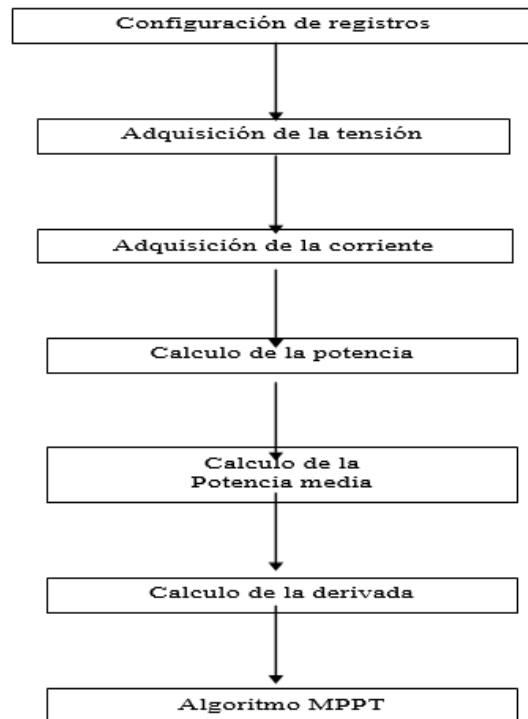 Configuración de registros
Adquisición de la tensión
Adquisición de la corriente
Calculo de la potencia
Calculo de la
Potencia media
Calculo de la derivada
Algoritmo MPPT